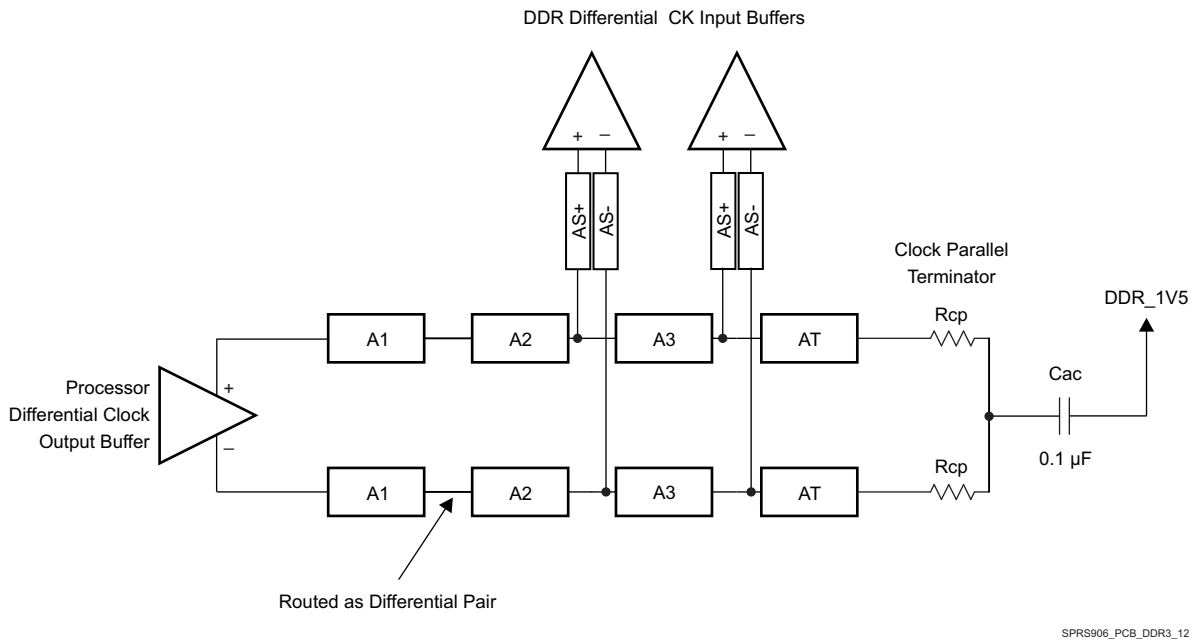 DDR Differential CK Input Buffers
+ – + –
AS+ AS- AS+ AS-
Clock Parallel
Terminator
DDR_1V5
A1 A2 A3 AT Rcp
Processor
Differential Clock
Output Buffer
+
–
Cac
0.1 µF
A1 A2 A3 AT Rcp
Routed as Differential Pair
SPRS906_PCB_DDR3_12